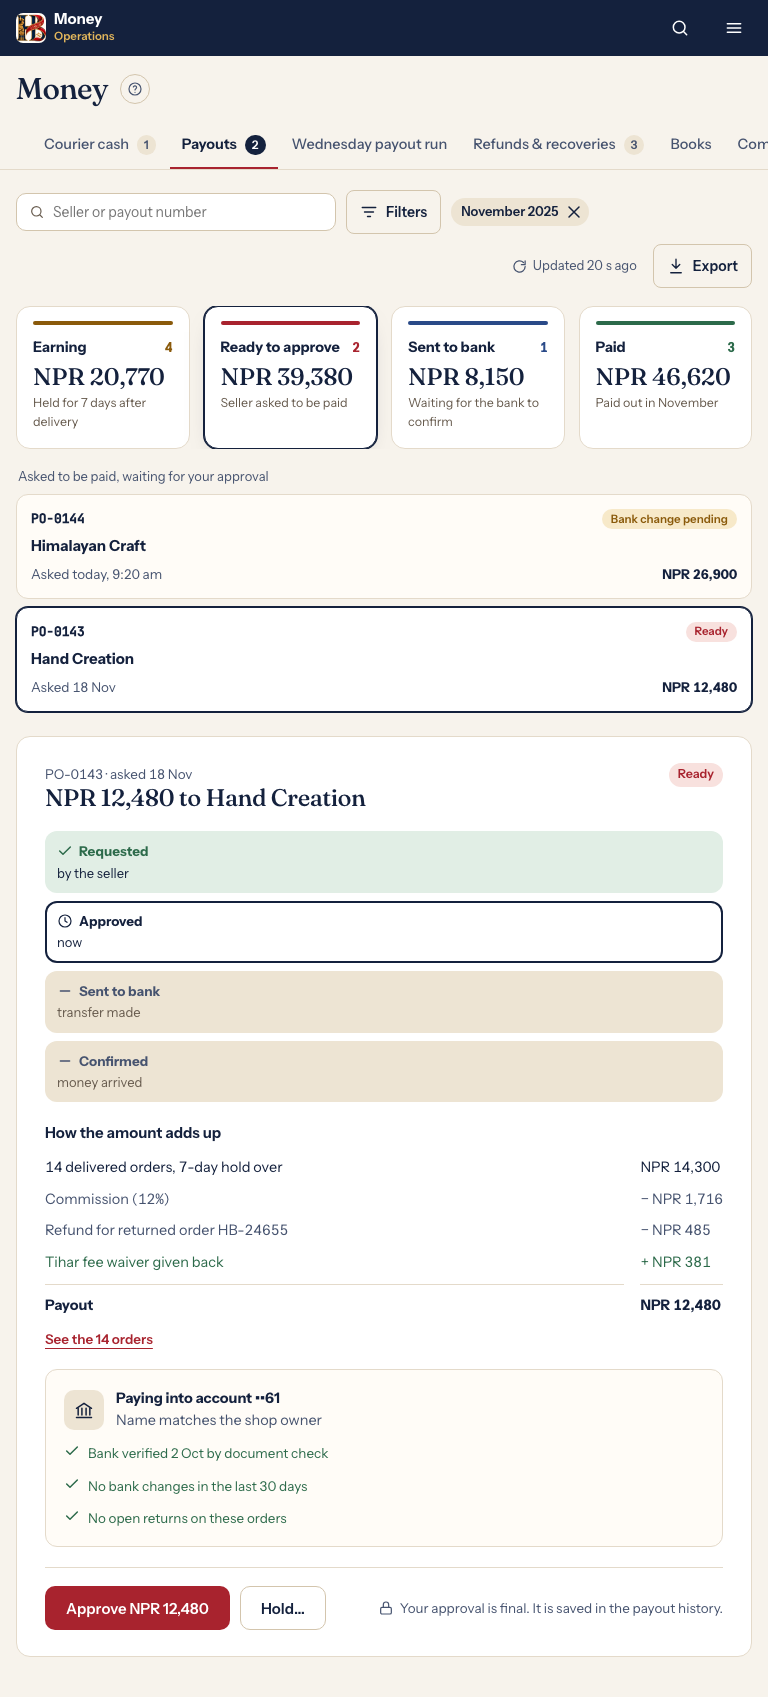 Money
Operations
Money
Courier cash 1 Payouts 2 Wednesday payout run Refunds & recoveries 3 Books Com
Seller or payout number
Filters
November 2025
Updated 20 s ago
Export
Earning 4
NPR 20,770
Held for 7 days after
delivery
Ready to approve 2
NPR 39,380
Seller asked to be paid
Sent to bank 1
NPR 8,150
Waiting for the bank to
confirm
Paid 3
NPR 46,620
Paid out in November
Asked to be paid, waiting for your approval
PO-0144 Bank change pending
Himalayan Craft
Asked today, 9:20 am NPR 26,900
PO-0143 Ready
Hand Creation
Asked 18 Nov NPR 12,480
PO-0143 · asked 18 Nov Ready
NPR 12,480 to Hand Creation
Requested
by the seller
Approved
now
Sent to bank
transfer made
Confirmed
money arrived
How the amount adds up
14 delivered orders, 7-day hold over NPR 14,300
Commission (12%) − NPR 1,716
Refund for returned order HB-24655 − NPR 485
Tihar fee waiver given back + NPR 381
Payout NPR 12,480
See the 14 orders
Paying into account ••61
Name matches the shop owner
Bank verified 2 Oct by document check
No bank changes in the last 30 days
No open returns on these orders
Approve NPR 12,480
Hold…
Your approval is final. It is saved in the payout history.